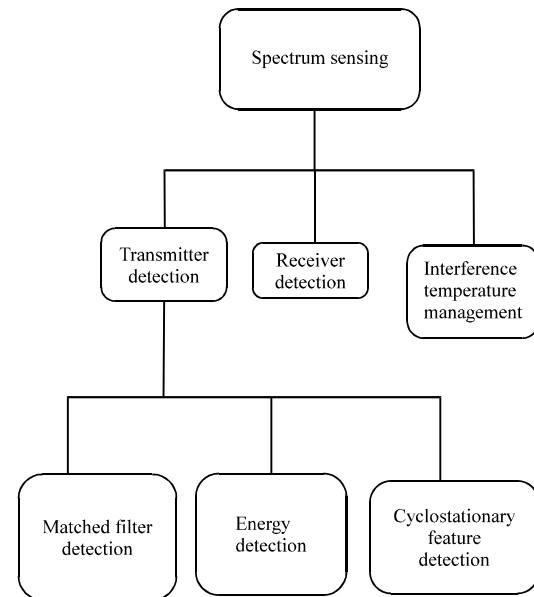 Spectrum sensing
Transmitter
detection
Receiver
detection
Interference
temperature
management
Matched filter
detection
Energy
detection
Cyclostationary
feature
detection